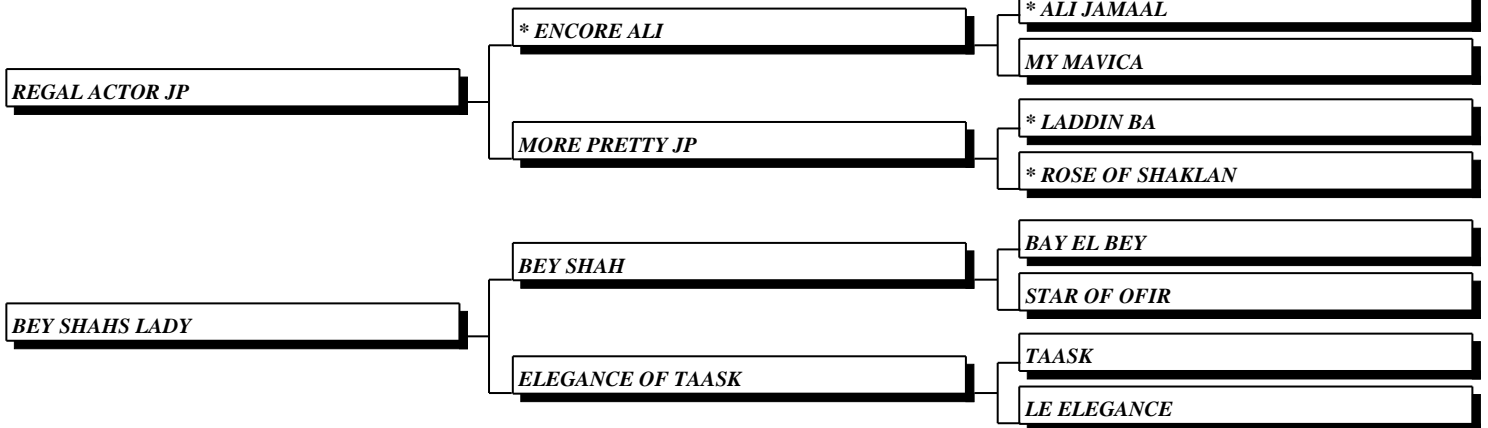 * ALI JAMAAL
* ENCORE ALI
MY MAVICA
REGAL ACTOR JP
* LADDIN BA
MORE PRETTY JP
* ROSE OF SHAKLAN
BAY EL BEY
BEY SHAH
STAR OF OFIR
BEY SHAHS LADY
TAASK
ELEGANCE OF TAASK
LE ELEGANCE